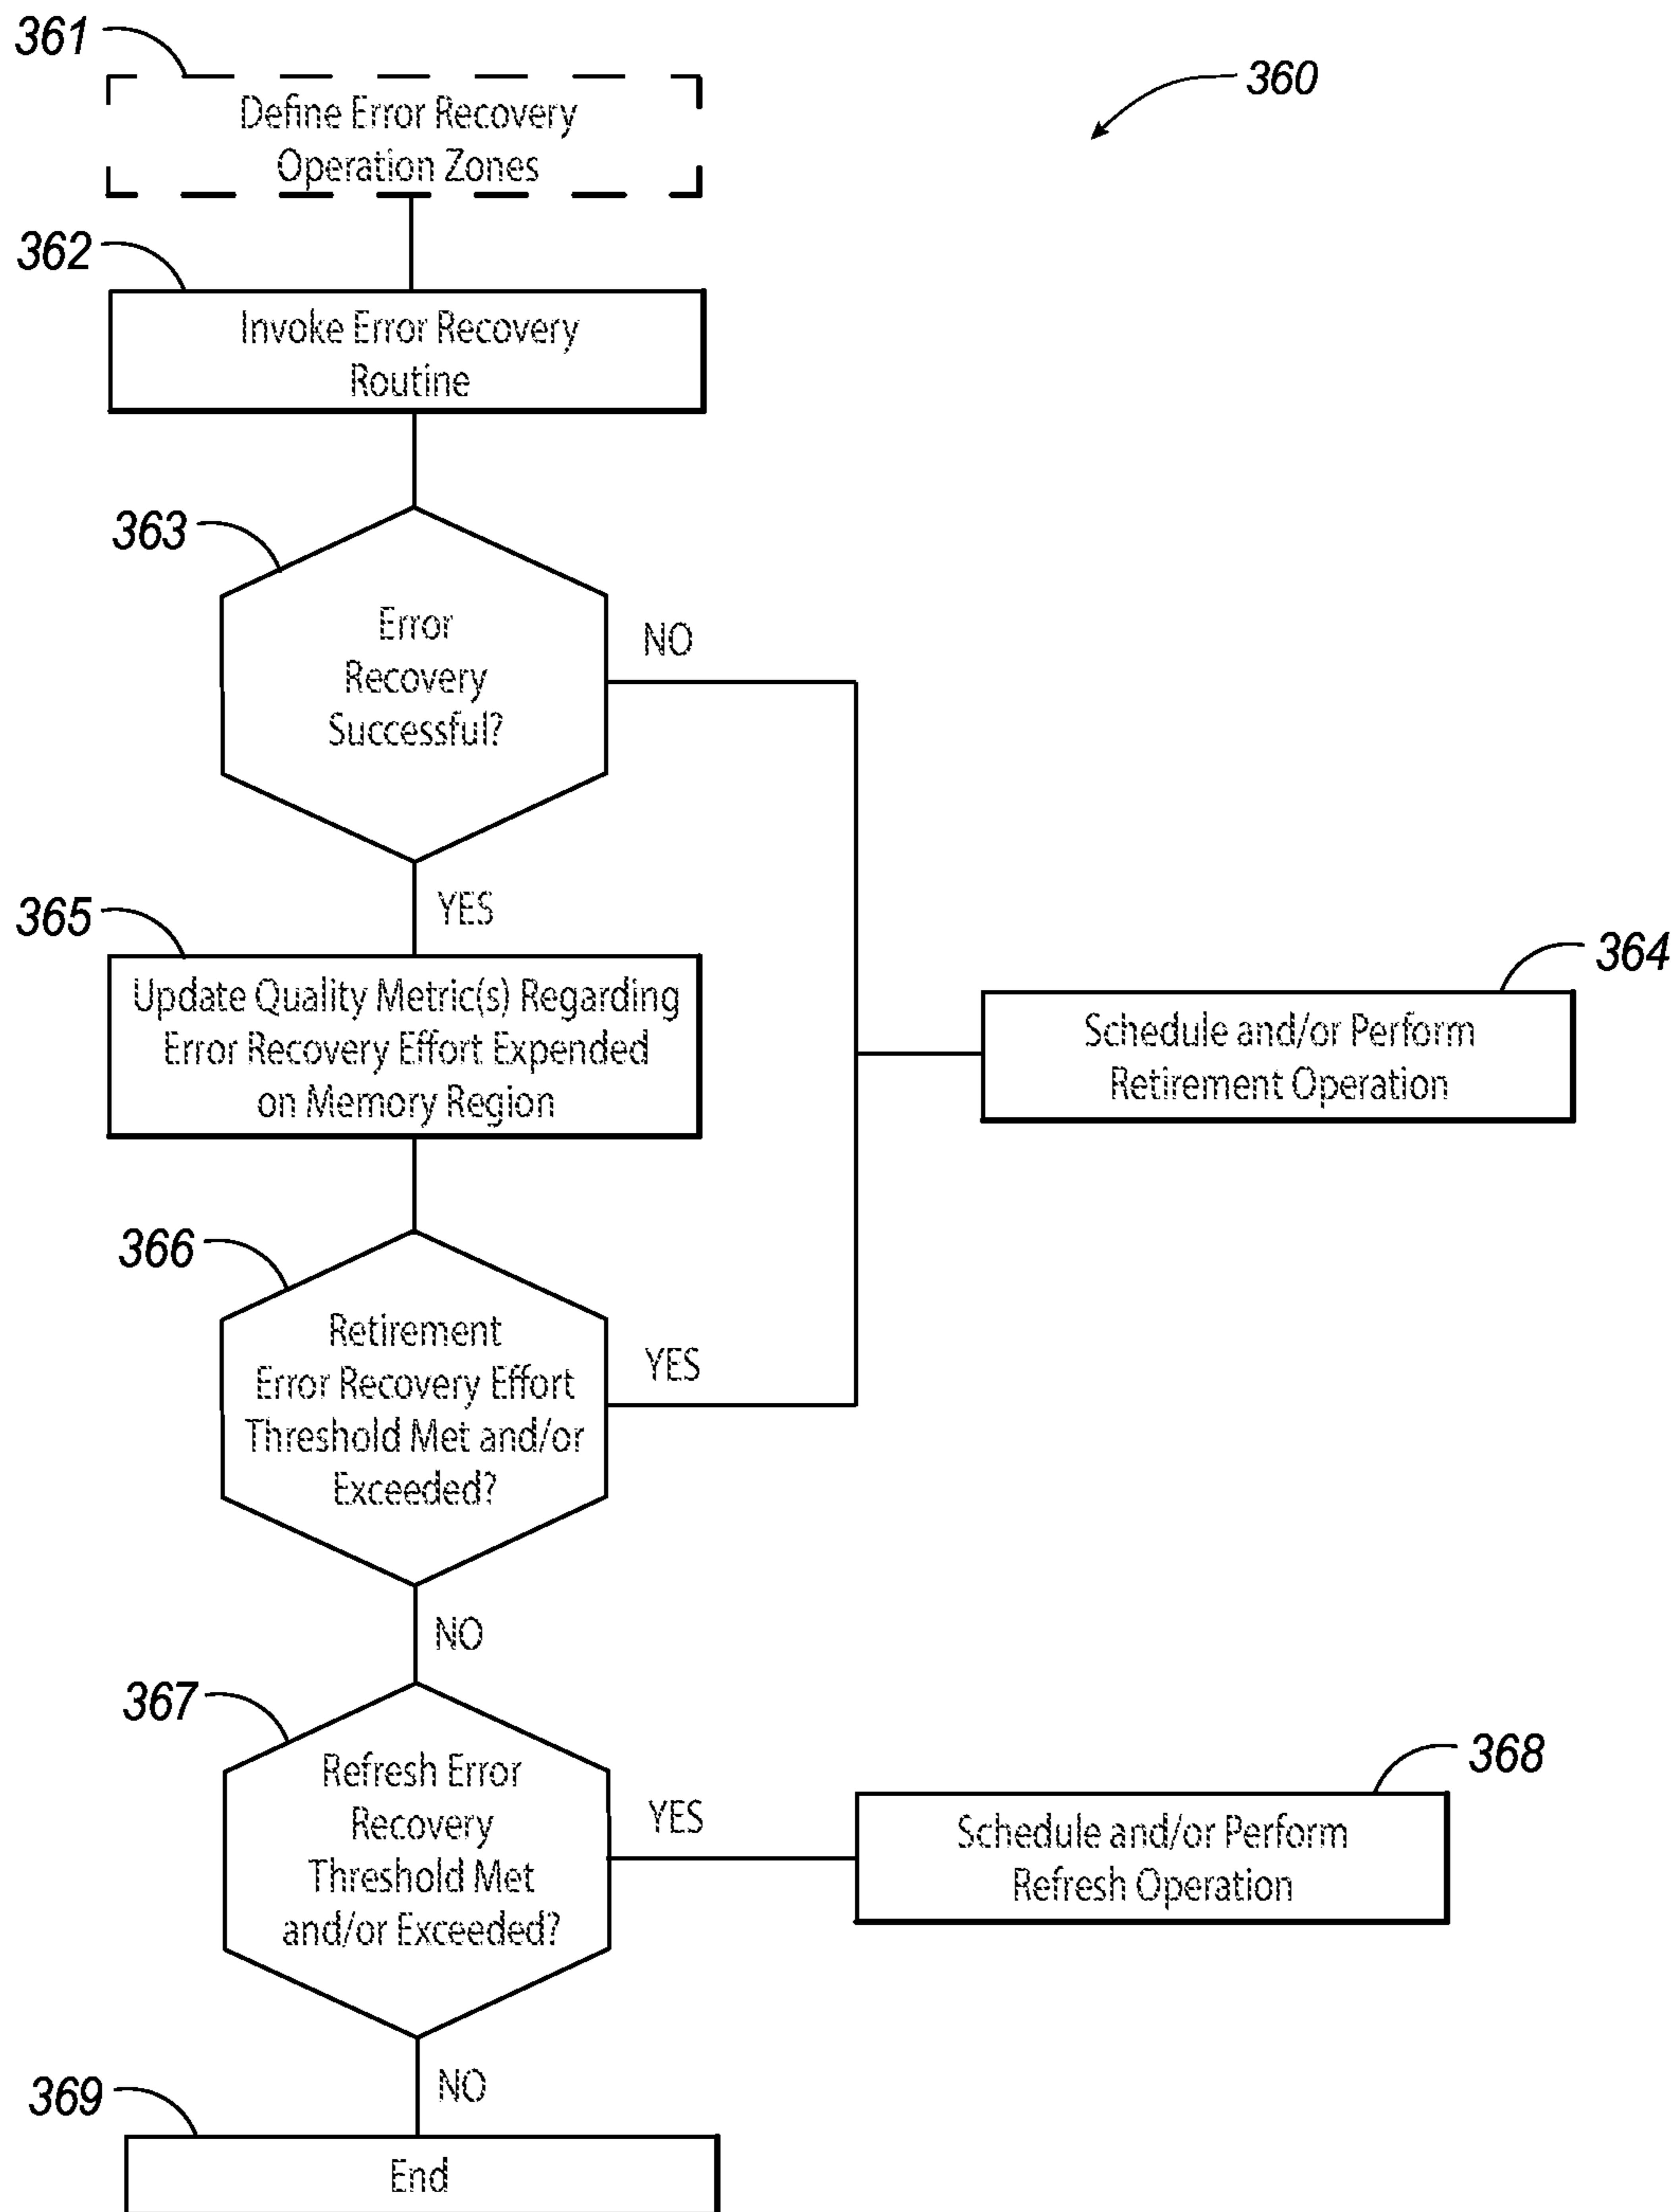 361
360
Define Error Recovery
Operation Zones
362
Invoke Error Recovery
Routine
363
Error
Recovery
Successful?
NO
YES
365
364
Update Quality Metric(s) Regarding
Error Recovery Effort Expended
on Memory Region
Schedule and/or Perform
Retirement Operation
366
Retirement
Error Recovery Effort
Threshold Met and/or
Exceeded?
YES
NO
367
368
Refresh Error
Recovery
Threshold Met
and/or Exceeded?
YES
Schedule and/or Perform
Refresh Operation
NO
369
End